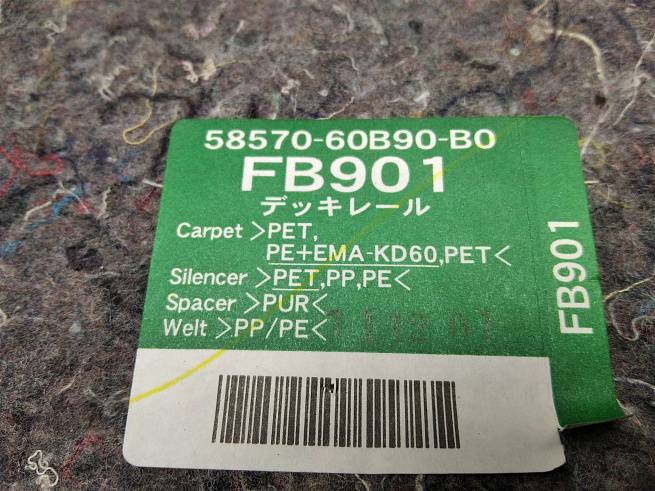 58570-60B90-B0
FB901
デッキレール
Carpet >PET,
PE+EMA-KD60,PET<
Silencer >PET,PP,PE<
Spacer >PUR<
Welt >PP/PE<
FB901